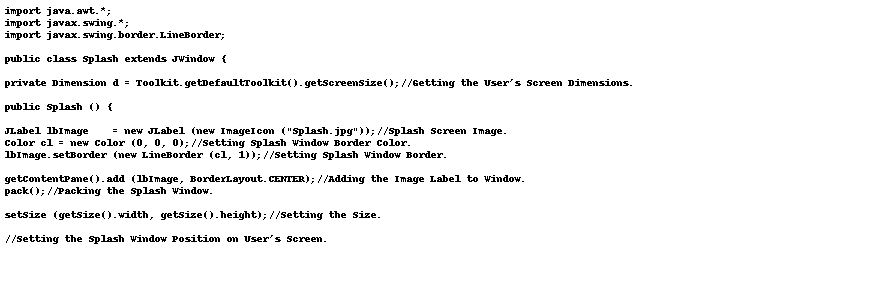 import java.awt.*;
import javax.swing.*;
import javax.swing.border.LineBorder;
public class Splash extends JWindow {
private Dimension d = Toolkit.getDefaultToolkit().getScreenSize();//Getting the User's Screen Dimensions.
public Splash () {
JLabel lbImage    = new JLabel (new ImageIcon ("Splash.jpg"));//Splash Screen Image.
Color cl = new Color (0, 0, 0);//Setting Splash Window Border Color.
lbImage.setBorder (new LineBorder (cl, 1));//Setting Splash Window Border.
getContentPane().add (lbImage, BorderLayout.CENTER);//Adding the Image Label to Window.
pack();//Packing the Splash Window.
setSize (getSize().width, getSize().height);//Setting the Size.
//Setting the Splash Window Position on User's Screen.